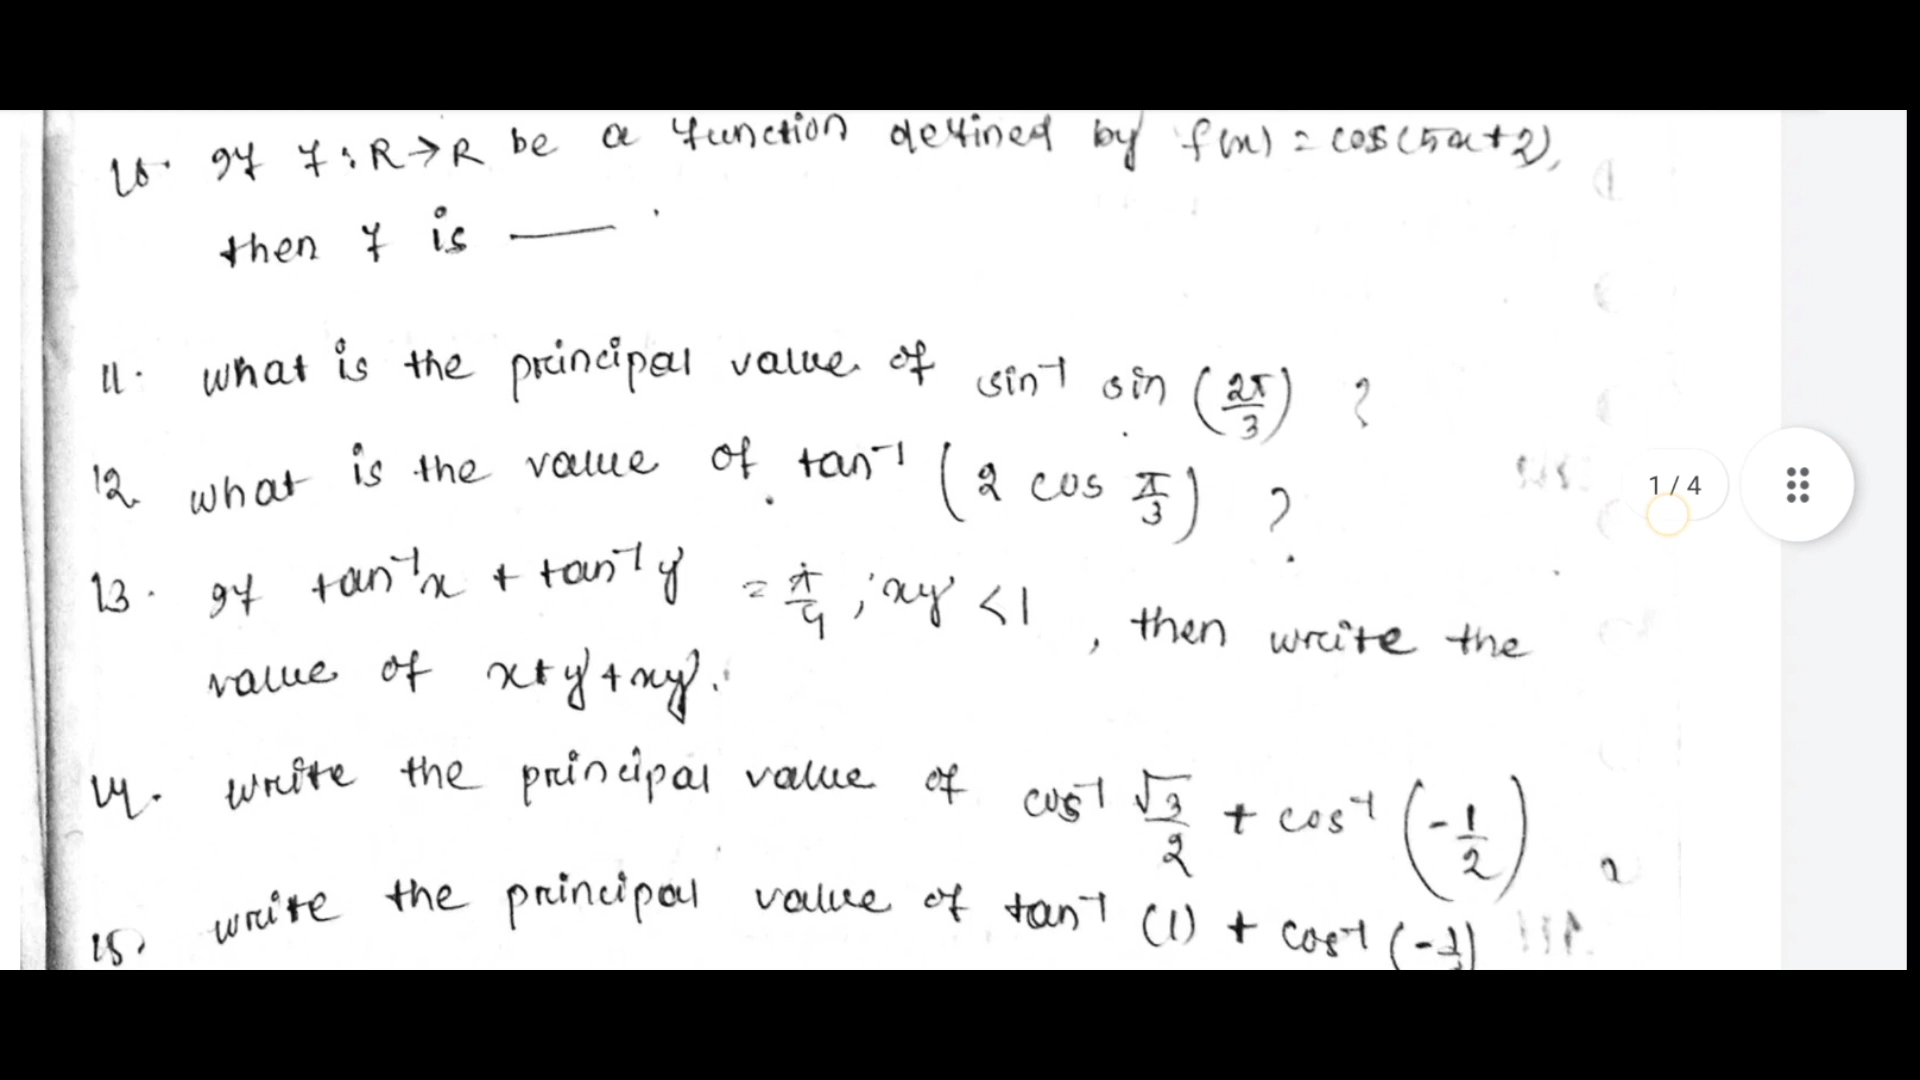 10. If f : R → R be a function defined by f(x) = cos(5x+2),
then f is —— .
11. what is the principal value of sin⁻¹ sin (2π/3) ?
12. what is the value of tan⁻¹ (2 cos π/3) ?
1 / 4
13. If tan⁻¹x + tan⁻¹y = π/4 ; xy < 1, then write the
value of x+y+xy.
14. write the principal value of cos⁻¹ √3/2 + cos⁻¹ (-1/2)
15. write the principal value of tan⁻¹ (1) + cos⁻¹